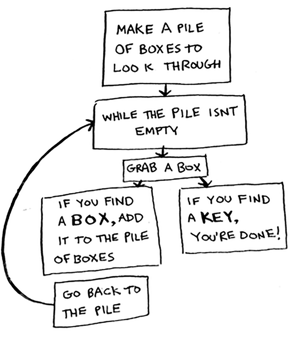 MAKE A PILE
OF BOXES TO
LOOK THROUGH
WHILE THE PILE ISNT
EMPTY
GRAB A BOX
IF YOU FIND
A BOX, ADD
IT TO THE PILE
OF BOXES
IF YOU FIND
A KEY,
YOU'RE DONE!
GO BACK TO
THE PILE